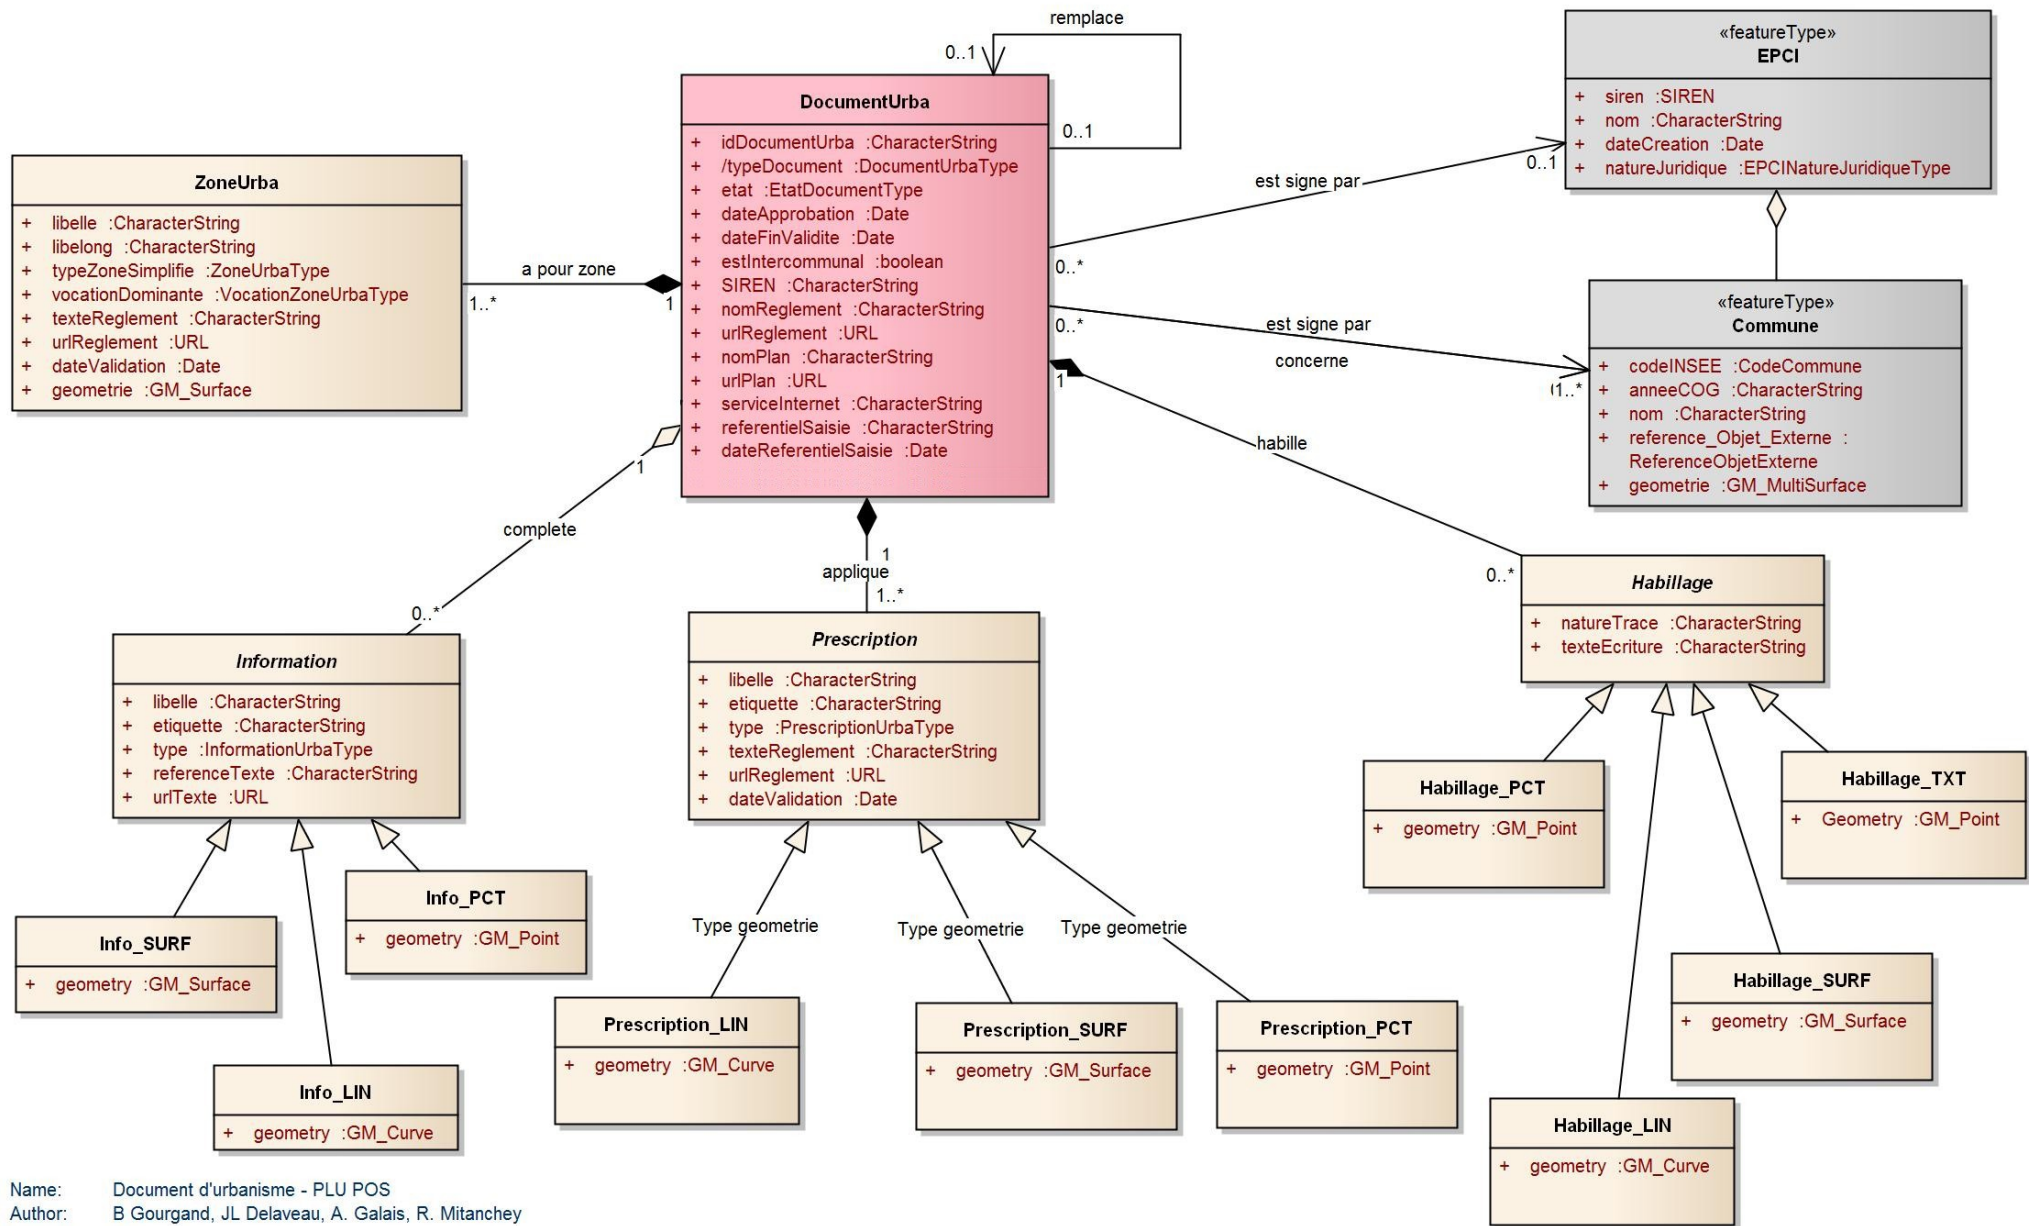 remplace
0..1
0..1
DocumentUrba
+ idDocumentUrba :CharacterString
+ /typeDocument :DocumentUrbaType
+ etat :EtatDocumentType
+ dateApprobation :Date
+ dateFinValidite :Date
+ estIntercommunal :boolean
+ SIREN :CharacterString
+ nomReglement :CharacterString
+ urlReglement :URL
+ nomPlan :CharacterString
+ urlPlan :URL
+ serviceInternet :CharacterString
+ referentielSaisie :CharacterString
+ dateReferentielSaisie :Date
«featureType»
EPCI
+ siren :SIREN
+ nom :CharacterString
+ dateCreation :Date
+ natureJuridique :EPCINatureJuridiqueType
est signe par
0..1
0..*
ZoneUrba
+ libelle :CharacterString
+ libelong :CharacterString
+ typeZoneSimplifie :ZoneUrbaType
+ vocationDominante :VocationZoneUrbaType
+ texteReglement :CharacterString
+ urlReglement :URL
+ dateValidation :Date
+ geometrie :GM_Surface
a pour zone
1..*
1
«featureType»
Commune
+ codeINSEE :CodeCommune
+ anneeCOG :CharacterString
+ nom :CharacterString
+ reference_Objet_Externe :
ReferenceObjetExterne
+ geometrie :GM_MultiSurface
0..*
est signe par
concerne
1..*
1
habille
0..*
1
complete
0..*
1
applique
1..*
Habillage
+ natureTrace :CharacterString
+ texteEcriture :CharacterString
Information
+ libelle :CharacterString
+ etiquette :CharacterString
+ type :InformationUrbaType
+ referenceTexte :CharacterString
+ urlTexte :URL
Prescription
+ libelle :CharacterString
+ etiquette :CharacterString
+ type :PrescriptionUrbaType
+ texteReglement :CharacterString
+ urlReglement :URL
+ dateValidation :Date
Habillage_PCT
+ geometry :GM_Point
Habillage_TXT
+ Geometry :GM_Point
Info_PCT
+ geometry :GM_Point
Info_SURF
+ geometry :GM_Surface
Info_LIN
+ geometry :GM_Curve
Type geometrie
Type geometrie
Type geometrie
Prescription_LIN
+ geometry :GM_Curve
Prescription_SURF
+ geometry :GM_Surface
Prescription_PCT
+ geometry :GM_Point
Habillage_SURF
+ geometry :GM_Surface
Habillage_LIN
+ geometry :GM_Curve
Name: Document d'urbanisme - PLU POS
Author: B Gourgand, JL Delaveau, A. Galais, R. Mitanchey